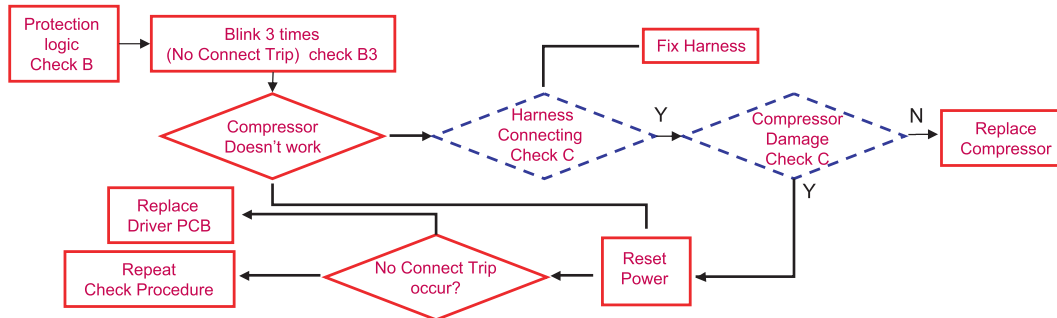 Protection
logic
Check B
Blink 3 times
(No Connect Trip) check B3
Fix Harness
Compressor
Doesn't work
Harness
Connecting
Check C
Y
Compressor
Damage
Check C
N
Replace
Compressor
Y
Replace
Driver PCB
No Connect Trip
occur?
Reset
Power
Repeat
Check Procedure